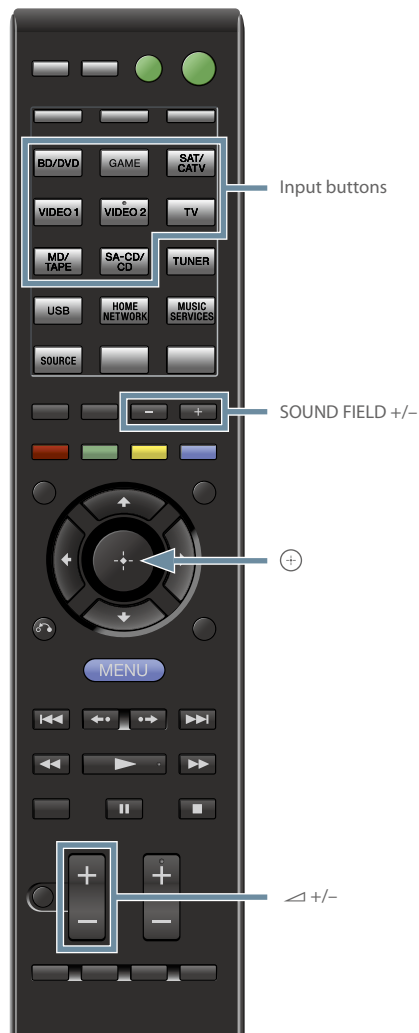 BD/DVD GAME SAT/
CATV
Input buttons
VIDEO 1 VIDEO 2 TV
MD/
TAPE SA-CD/
CD TUNER
USB HOME
NETWORK MUSIC
SERVICES
SOURCE
– +
SOUND FIELD +/–
MENU
+ +
– –
+/–